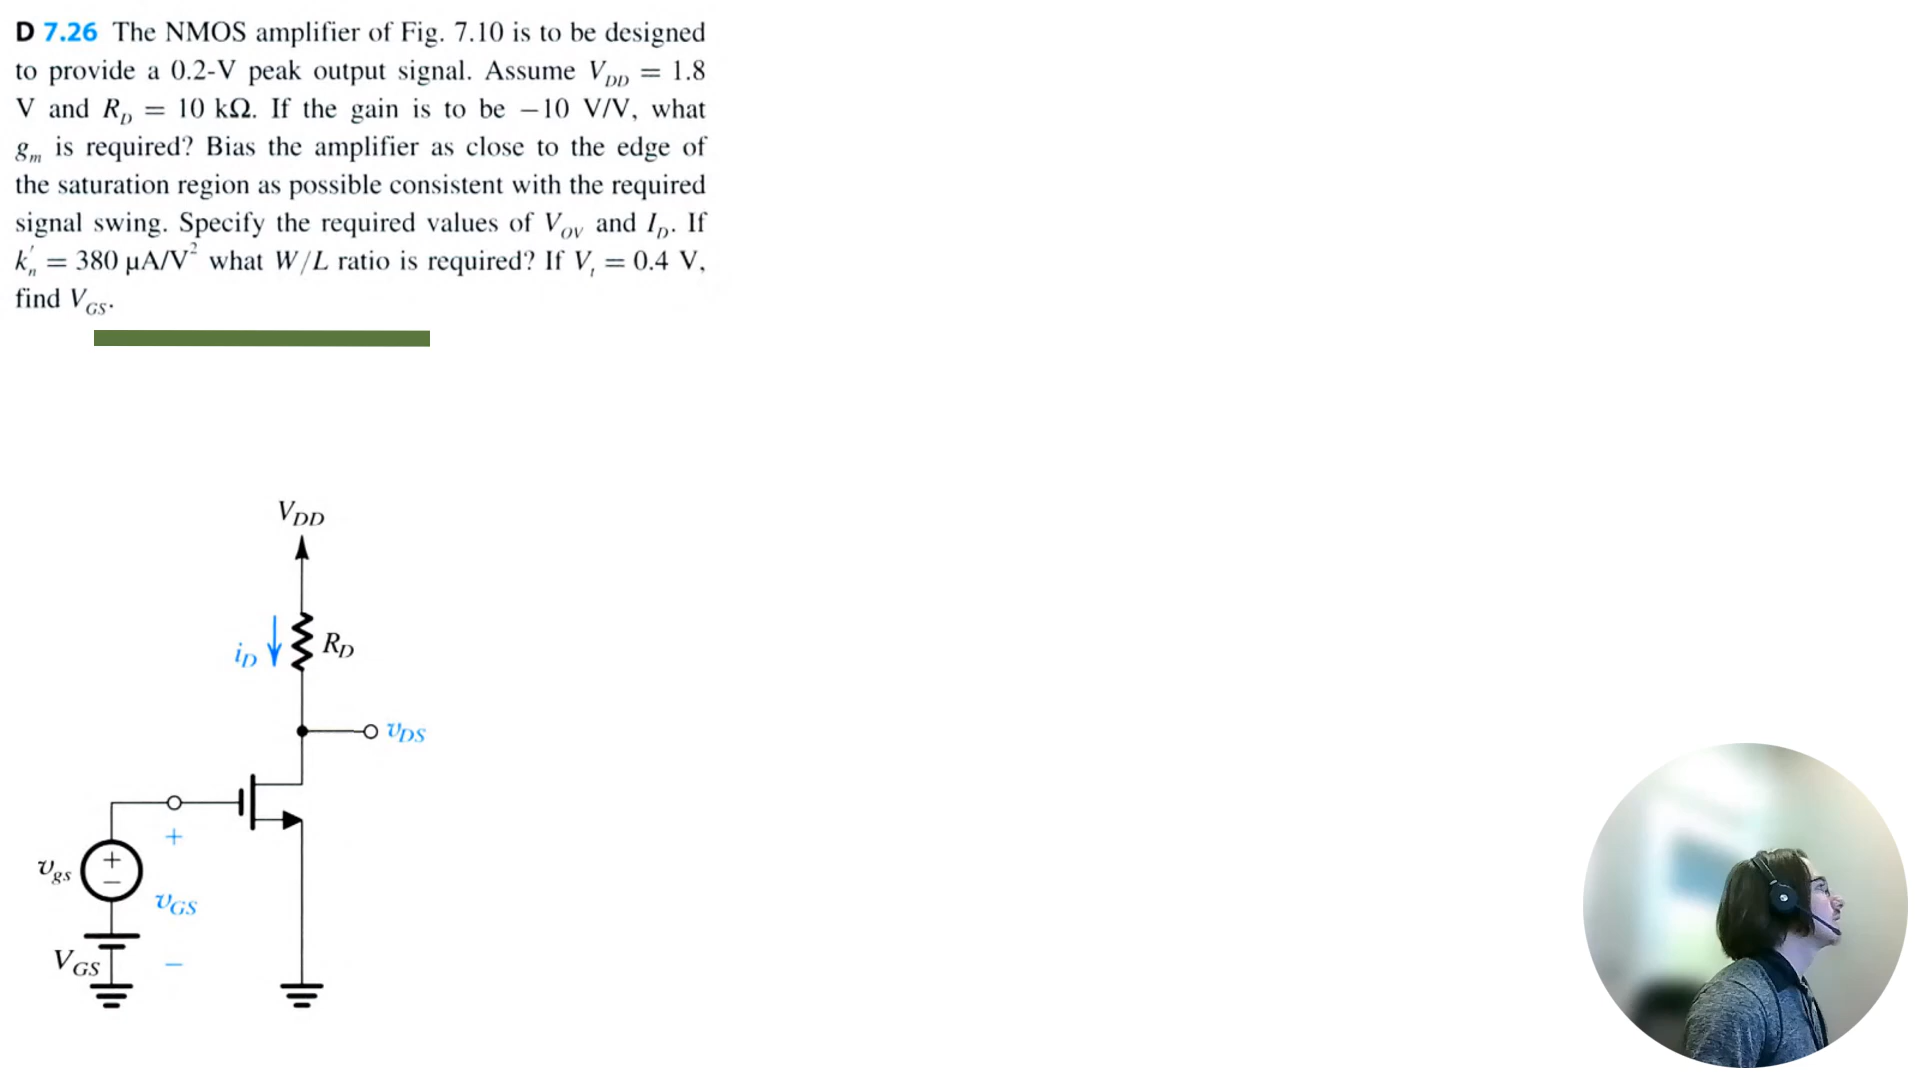 D 7.26 The NMOS amplifier of Fig. 7.10 is to be designed
to provide a 0.2-V peak output signal. Assume V_DD = 1.8
V and R_D = 10 kΩ. If the gain is to be −10 V/V, what
g_m is required? Bias the amplifier as close to the edge of
the saturation region as possible consistent with the required
signal swing. Specify the required values of V_OV and I_D. If
k′_n = 380 μA/V² what W/L ratio is required? If V_t = 0.4 V,
find V_GS.
V_DD
i_D
R_D
v_DS
+
v_gs
+
−
v_GS
V_GS
−